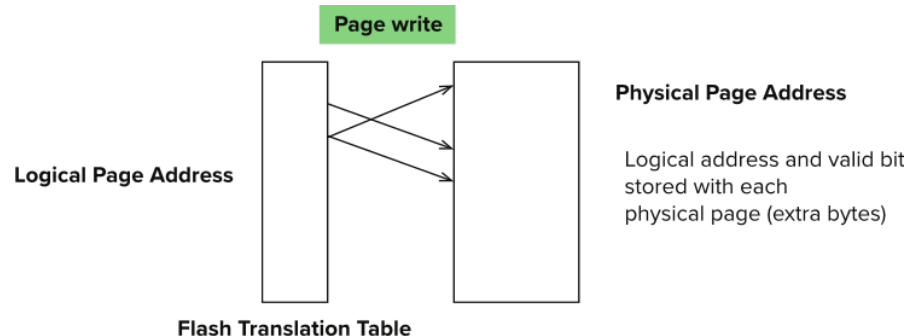 Page write
Physical Page Address
Logical Page Address
Logical address and valid bit
stored with each
physical page (extra bytes)
Flash Translation Table